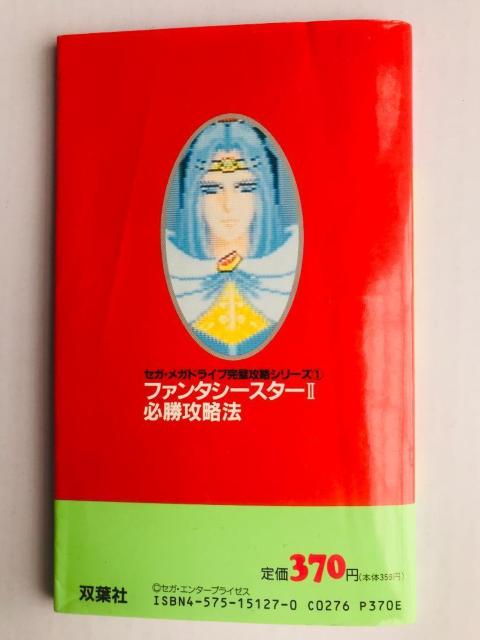 セガ・メガドライブ完璧攻略シリーズ①
ファンタシースターII
必勝攻略法
定価370円(本体359円)
双葉社
©セガ・エンタープライゼス
ISBN4-575-15127-0 C0276 P370E